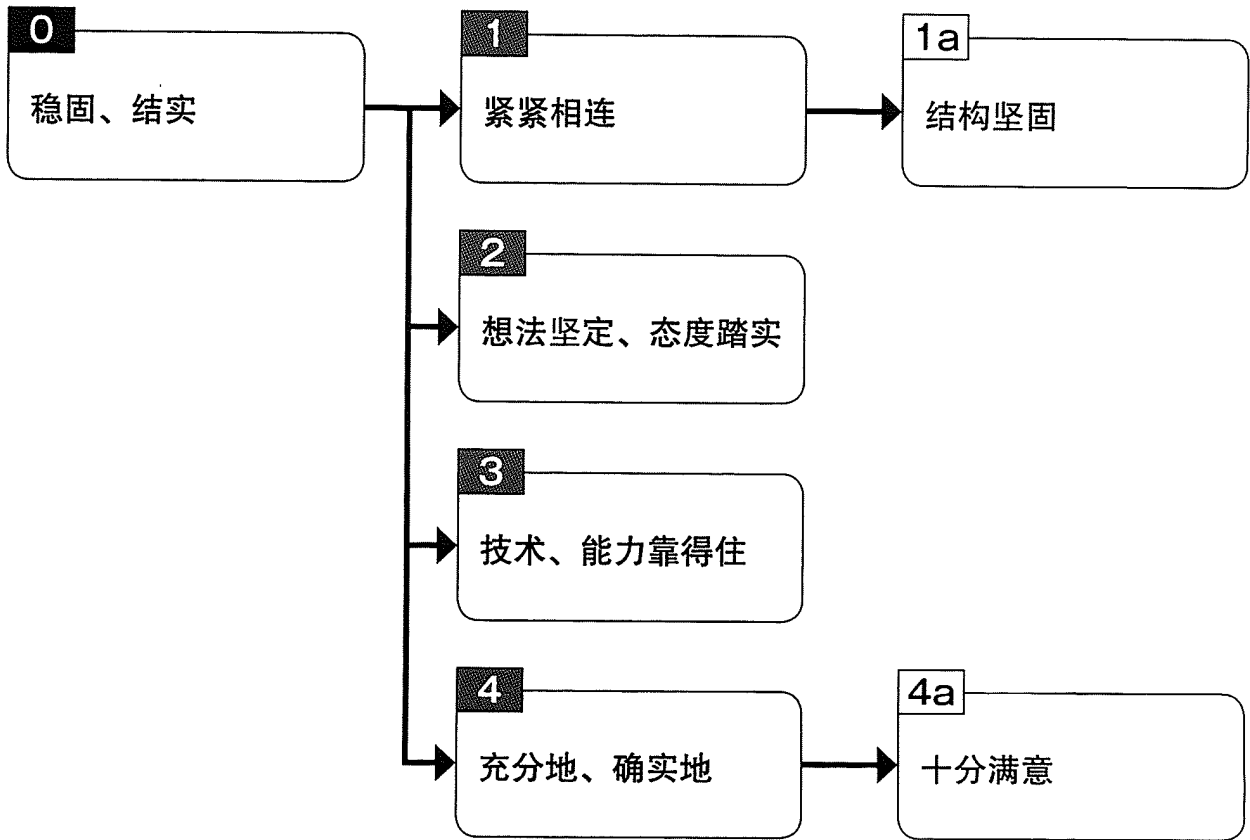 0
稳固、结实
1
紧紧相连
1a
结构坚固
2
想法坚定、态度踏实
3
技术、能力靠得住
4
充分地、确实地
4a
十分满意